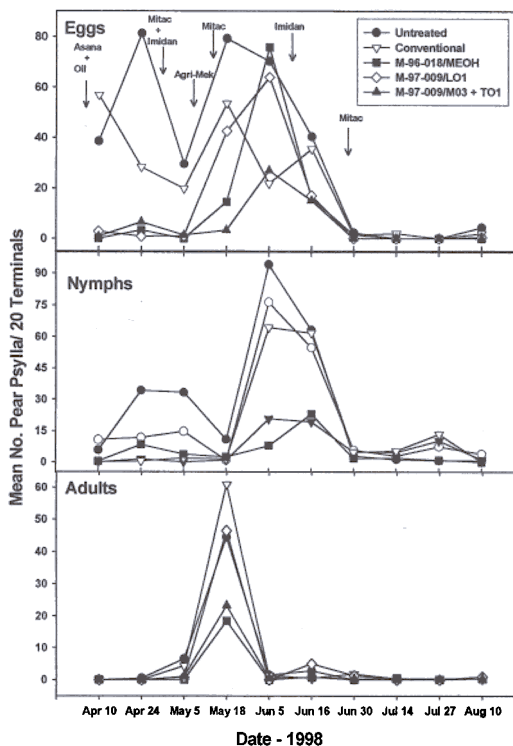 Eggs
Asana
+
Oil
Mitac
+
Imidan
Agri-Mek
Mitac
Imidan
Mitac
Untreated
Conventional
M-96-018/MEOH
M-97-009/LO1
M-97-009/M03 + TO1
80
60
40
20
0
Nymphs
90
75
60
45
30
15
0
Adults
60
50
40
30
20
10
0
Mean No. Pear Psylla/ 20 Terminals
Apr 10 Apr 24 May 5 May 18 Jun 5 Jun 16 Jun 30 Jul 14 Jul 27 Aug 10
Date - 1998